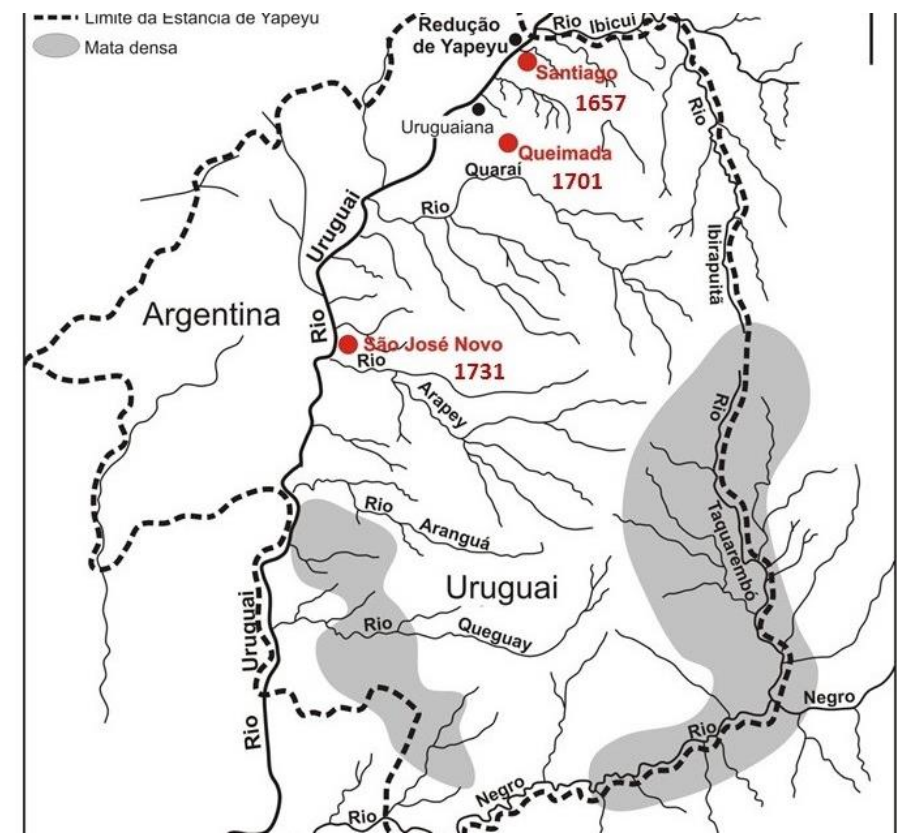 Limite da Estância de Yapeyu
Mata densa
Redução
de Yapeyu
Rio Ibicui
Santiago
1657
Uruguaiana
Queimada
1701
Quaraí
Rio
Rio
Ibirapuitã
Uruguai
Rio
Argentina
São José Novo
1731
Rio
Arapey
Rio
Taquarembó
Rio
Aranguá
Uruguai
Rio
Queguay
Uruguai
Rio
Negro
Rio
Negro
Rio